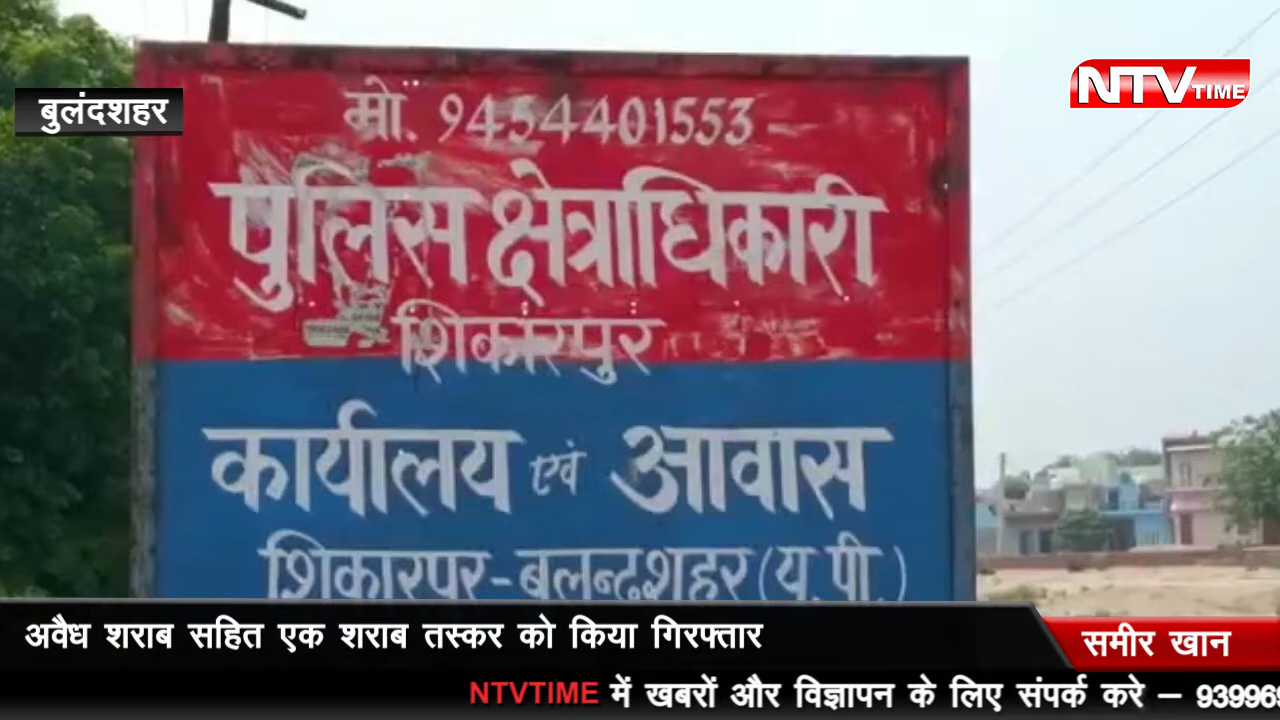 NTV TIME
बुलंदशहर
मो. 9454401553
पुलिस क्षेत्राधिकारी
शिकारपुर
कार्यालय एवं आवास
शिकारपुर-बुलन्दशहर (यू.पी.)
अवैध शराब सहित एक शराब तस्कर को किया गिरफ्तार
समीर खान
NTVTIME में खबरों और विज्ञापन के लिए संपर्क करे – 939969